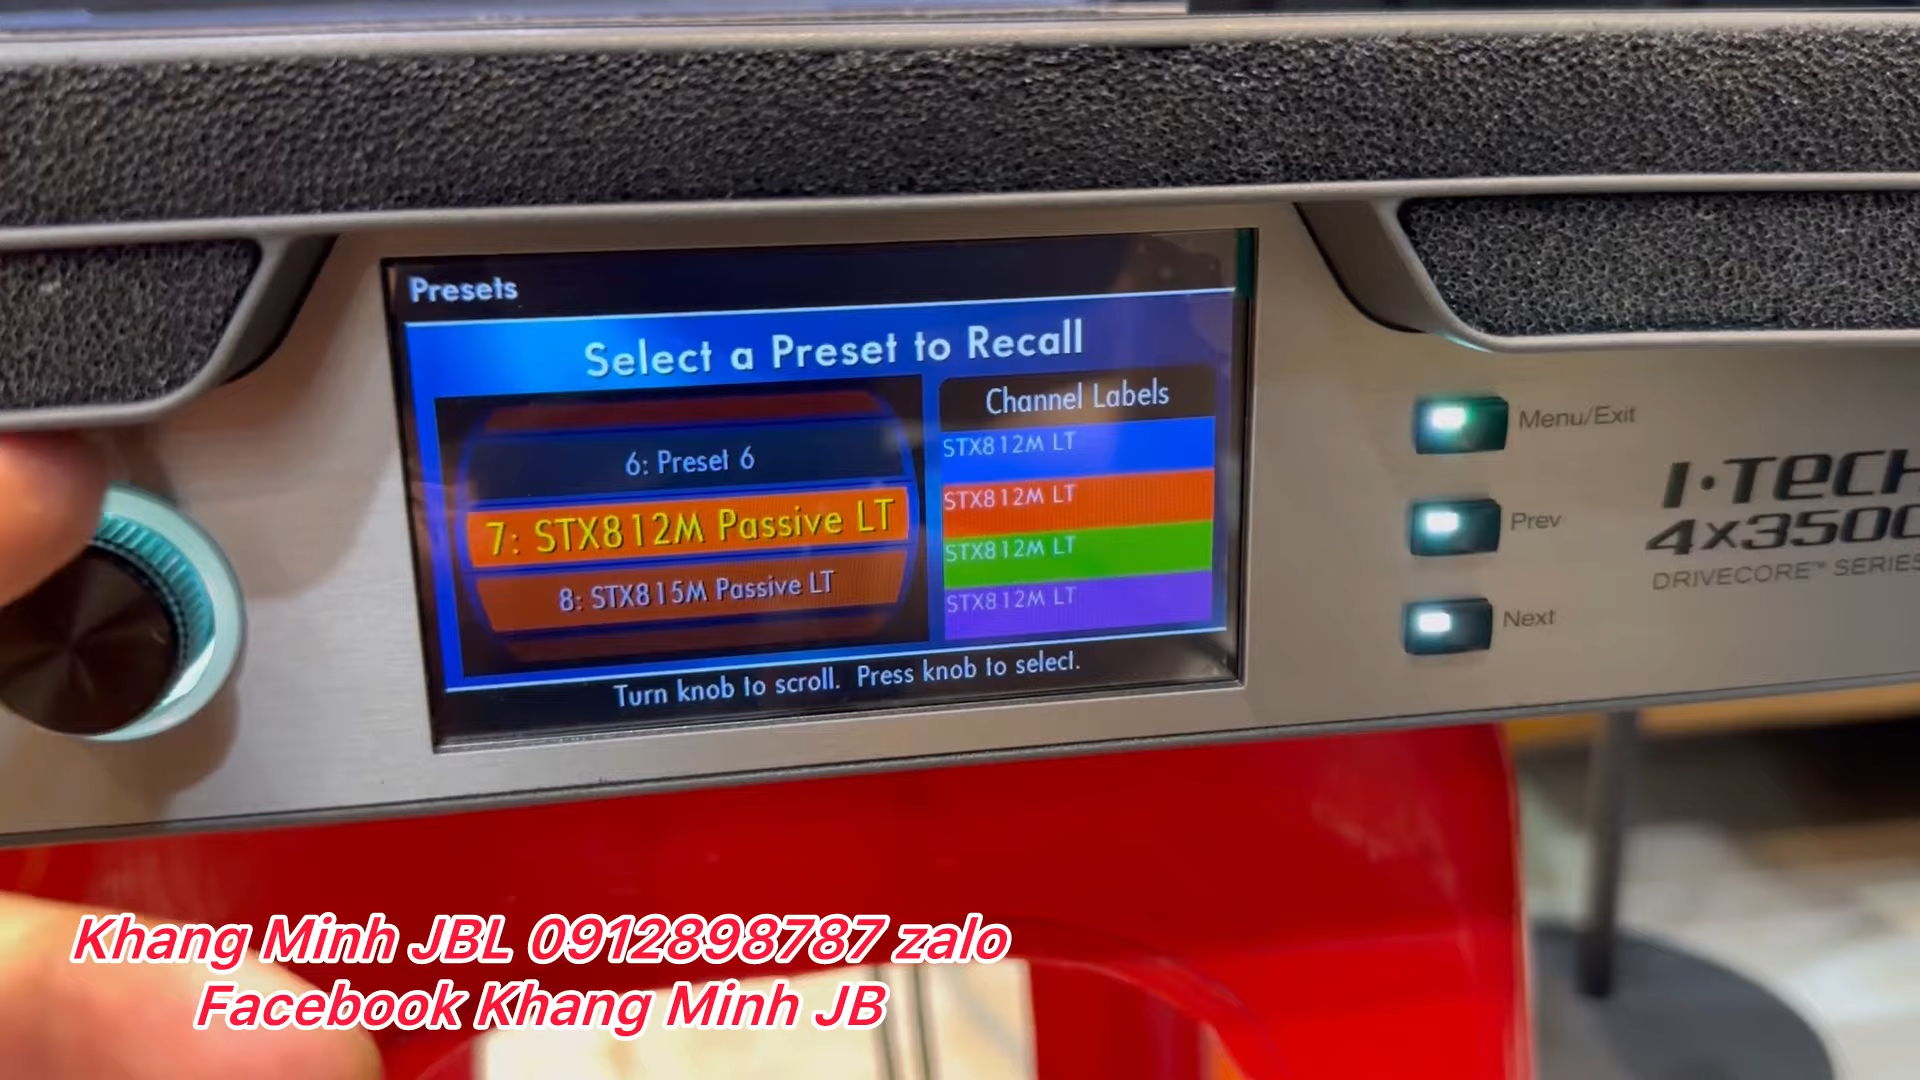 Presets
Select a Preset to Recall
6: Preset 6
7: STX812M Passive LT
8: STX815M Passive LT
Channel Labels
STX812M LT
STX812M LT
STX812M LT
STX812M LT
Turn knob to scroll. Press knob to select.
Menu/Exit
Prev
Next
I·TECH
4x3500
DRIVECORE™ SERIES
Khang Minh JBL 0912898787 zalo
Facebook Khang Minh JB